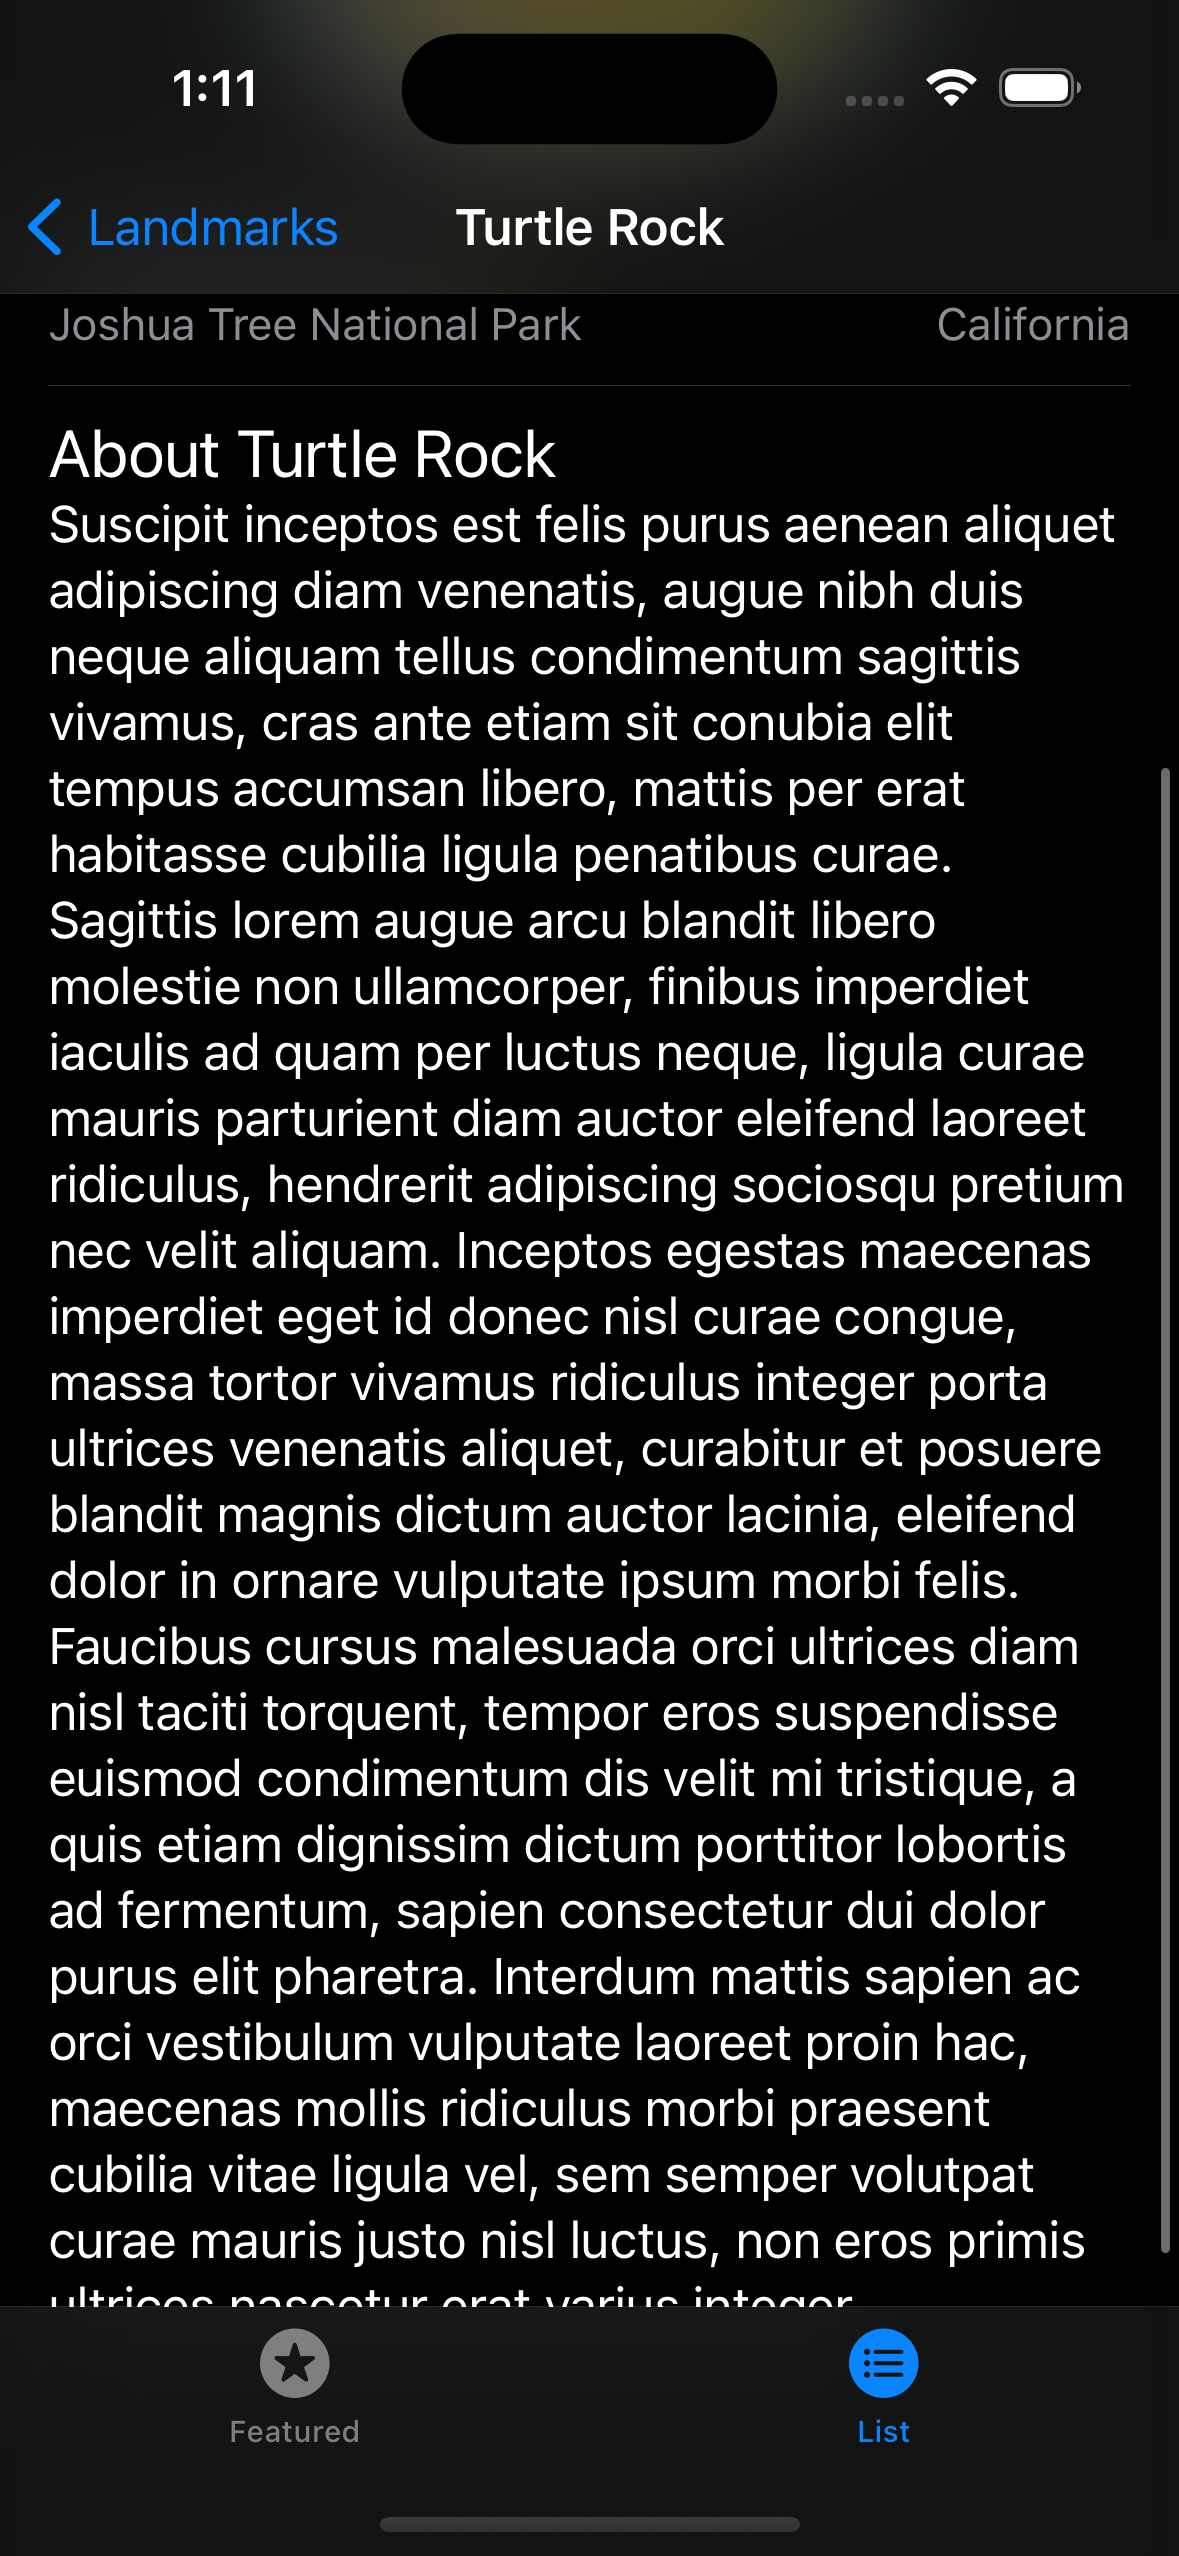 1:11
Landmarks
Turtle Rock
Joshua Tree National Park
California
About Turtle Rock
Suscipit inceptos est felis purus aenean aliquet
adipiscing diam venenatis, augue nibh duis
neque aliquam tellus condimentum sagittis
vivamus, cras ante etiam sit conubia elit
tempus accumsan libero, mattis per erat
habitasse cubilia ligula penatibus curae.
Sagittis lorem augue arcu blandit libero
molestie non ullamcorper, finibus imperdiet
iaculis ad quam per luctus neque, ligula curae
mauris parturient diam auctor eleifend laoreet
ridiculus, hendrerit adipiscing sociosqu pretium
nec velit aliquam. Inceptos egestas maecenas
imperdiet eget id donec nisl curae congue,
massa tortor vivamus ridiculus integer porta
ultrices venenatis aliquet, curabitur et posuere
blandit magnis dictum auctor lacinia, eleifend
dolor in ornare vulputate ipsum morbi felis.
Faucibus cursus malesuada orci ultrices diam
nisl taciti torquent, tempor eros suspendisse
euismod condimentum dis velit mi tristique, a
quis etiam dignissim dictum porttitor lobortis
ad fermentum, sapien consectetur dui dolor
purus elit pharetra. Interdum mattis sapien ac
orci vestibulum vulputate laoreet proin hac,
maecenas mollis ridiculus morbi praesent
cubilia vitae ligula vel, sem semper volutpat
curae mauris justo nisl luctus, non eros primis
ultrices nascetur erat varius integer.
Featured
List